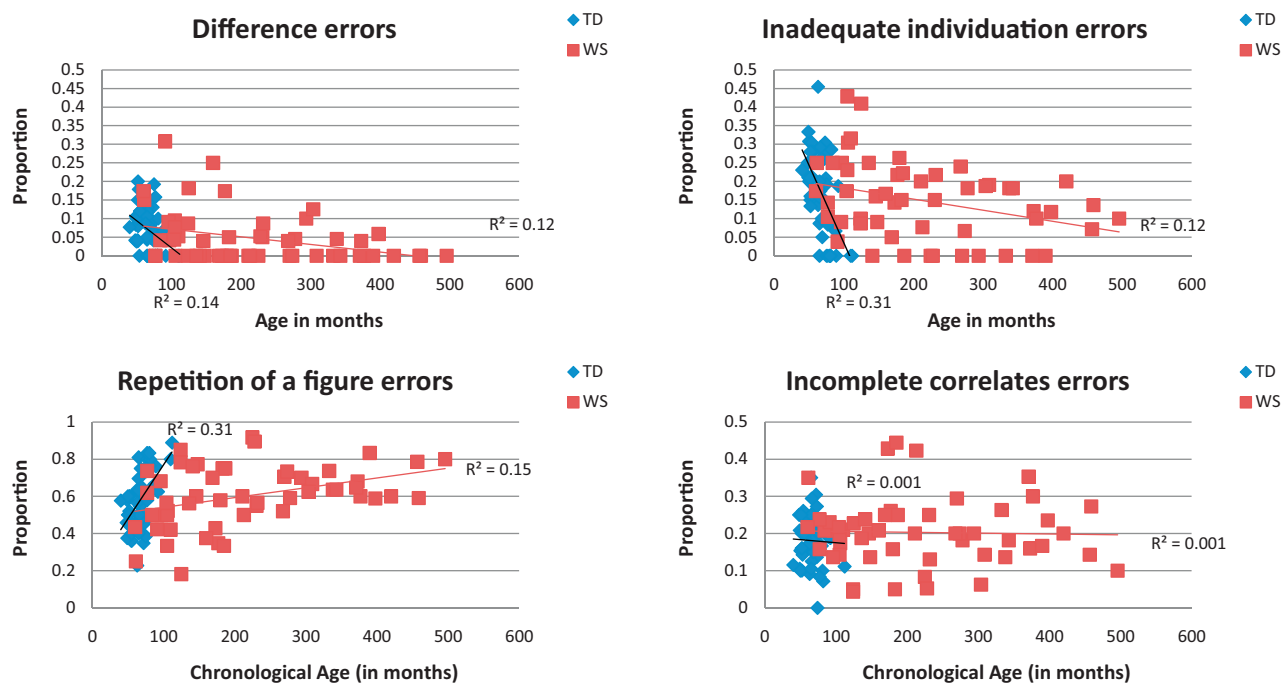 Difference errors
TD
WS
Proportion
0.5
0.45
0.4
0.35
0.3
0.25
0.2
0.15
0.1
0.05
0
R² = 0.12
R² = 0.14
0 100 200 300 400 500 600
Age in months
Inadequate individuation errors
TD
WS
Proportion
0.5
0.45
0.4
0.35
0.3
0.25
0.2
0.15
0.1
0.05
0
R² = 0.12
R² = 0.31
0 100 200 300 400 500 600
Age in months
Repetition of a figure errors
TD
WS
Proportion
1
0.8
0.6
0.4
0.2
0
R² = 0.31
R² = 0.15
0 100 200 300 400 500 600
Chronological Age (in months)
Incomplete correlates errors
TD
WS
Proportion
0.5
0.4
0.3
0.2
0.1
0
R² = 0.001
R² = 0.001
0 100 200 300 400 500 600
Chronological Age (in months)